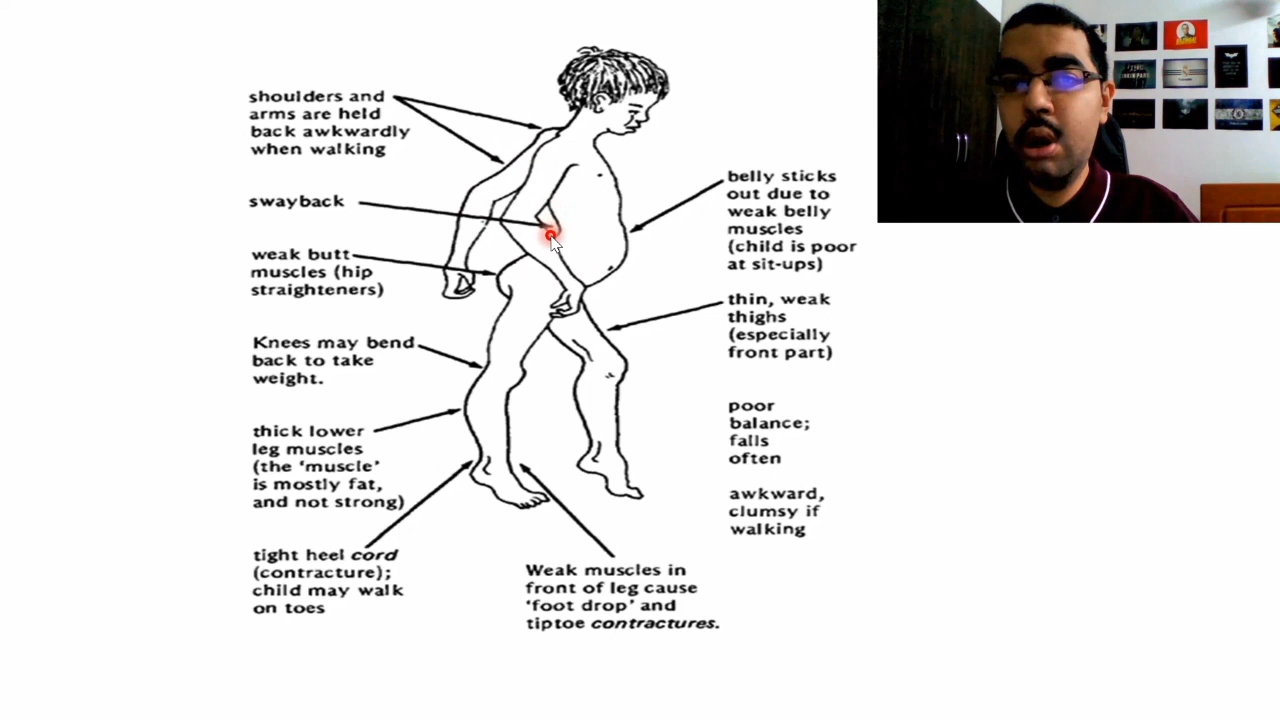 shoulders and
arms are held
back awkwardly
when walking
swayback
weak butt
muscles (hip
straighteners)
Knees may bend
back to take
weight.
thick lower
leg muscles
(the ‘muscle’
is mostly fat,
and not strong)
tight heel cord
(contracture);
child may walk
on toes
Weak muscles in
front of leg cause
‘foot drop’ and
tiptoe contractures.
belly sticks
out due to
weak belly
muscles
(child is poor
at sit-ups)
thin, weak
thighs
(especially
front part)
poor
balance;
falls
often
awkward,
clumsy if
walking
LINKIN PARK